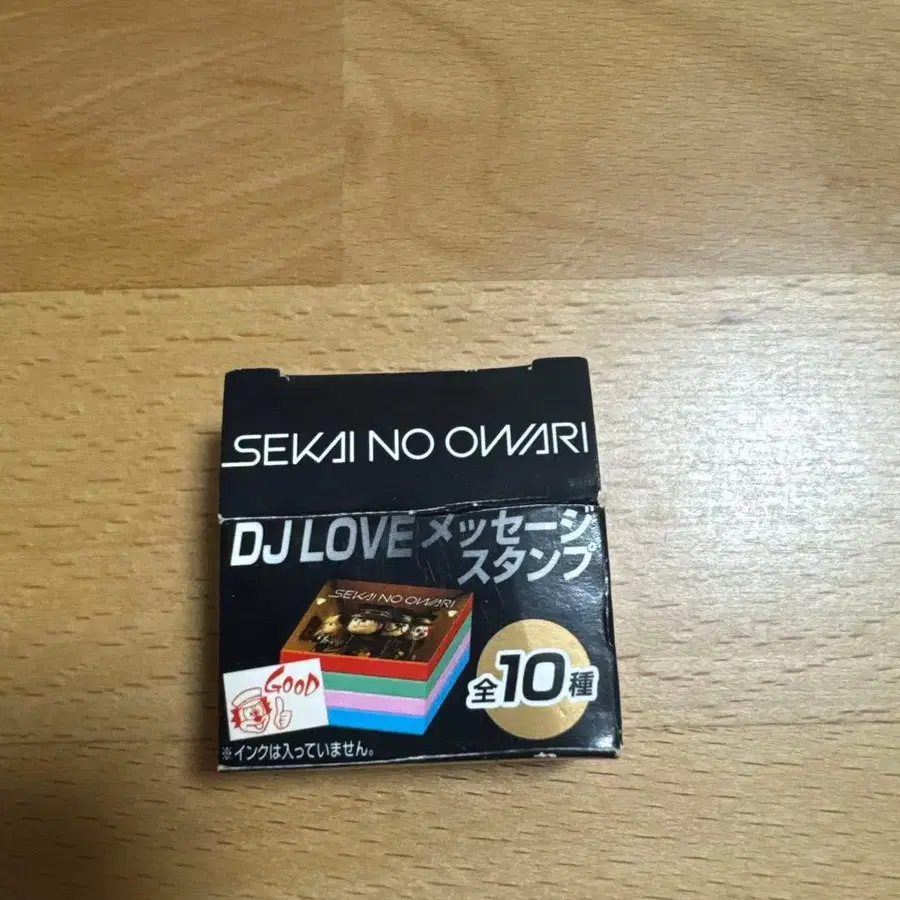 SEKAI NO OWARI
DJ LOVE メッセージ
スタンプ
SEKAI NO OWARI
GOOD
全10種
※インクは入っていません。